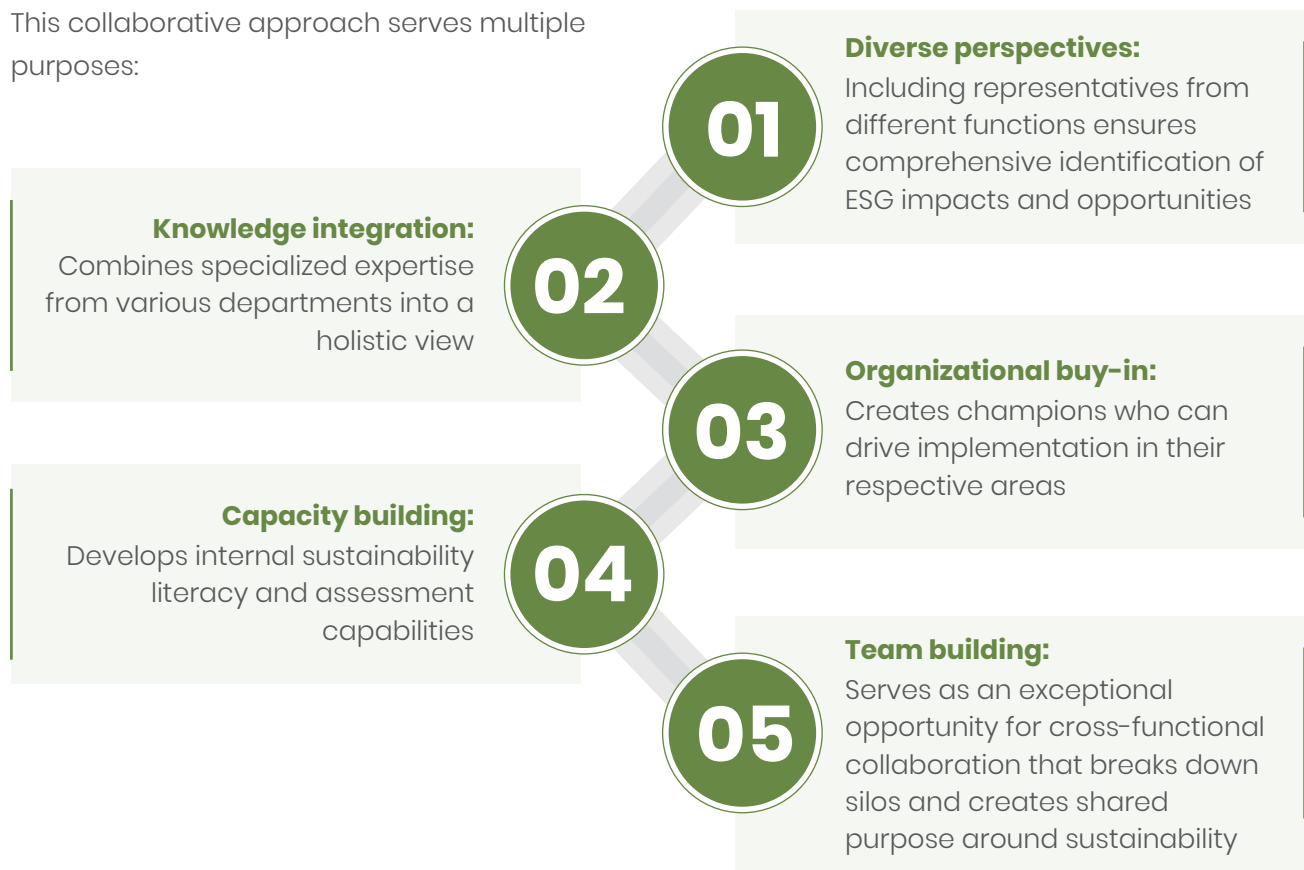 This collaborative approach serves multiple
purposes:
01
Diverse perspectives:
Including representatives from
different functions ensures
comprehensive identification of
ESG impacts and opportunities
02
Knowledge integration:
Combines specialized expertise
from various departments into a
holistic view
03
Organizational buy-in:
Creates champions who can
drive implementation in their
respective areas
04
Capacity building:
Develops internal sustainability
literacy and assessment
capabilities
05
Team building:
Serves as an exceptional
opportunity for cross-functional
collaboration that breaks down
silos and creates shared
purpose around sustainability